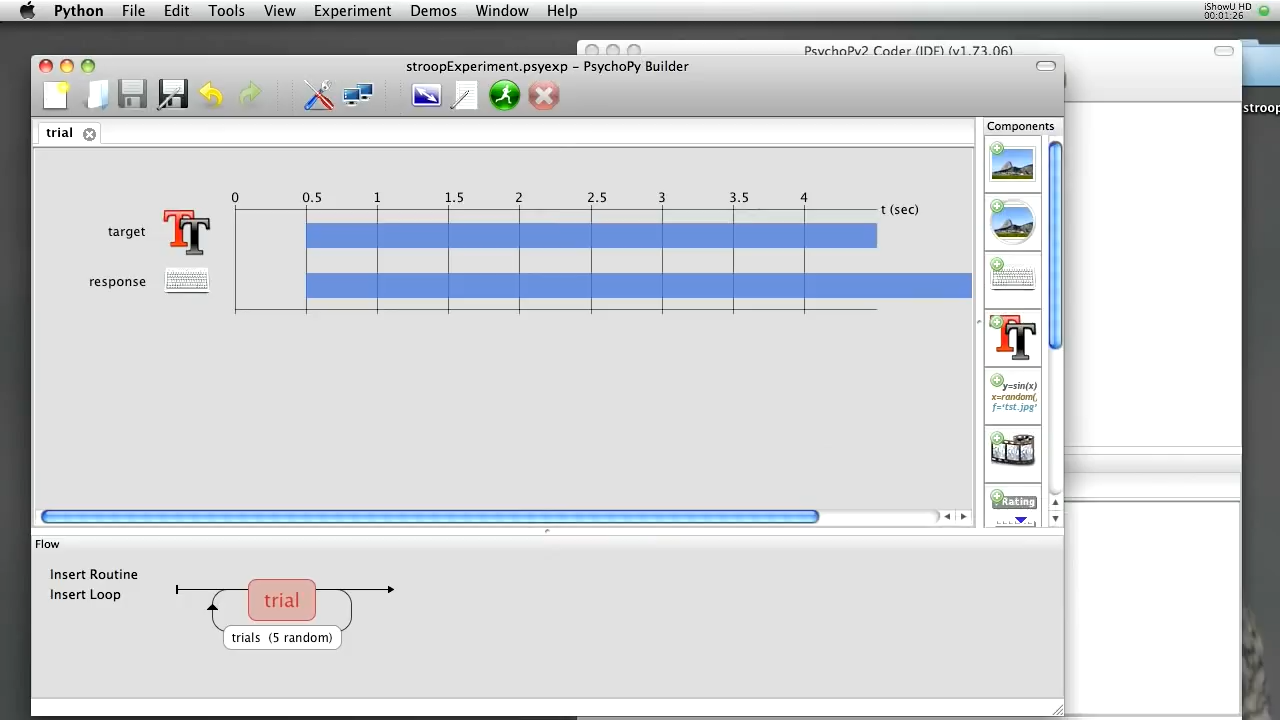 Python File Edit Tools View Experiment Demos Window Help
iShowU HD
00:01:26
PsychoPy2 Coder (IDE) (v1.73.06)
stroopExperiment.psyexp – PsychoPy Builder
stroop
trial
Components
0 0.5 1 1.5 2 2.5 3 3.5 4
t (sec)
target
response
y=sin(x)
x=random(
f='tst.jpg'
Rating
Flow
Insert Routine
Insert Loop
trial
trials (5 random)